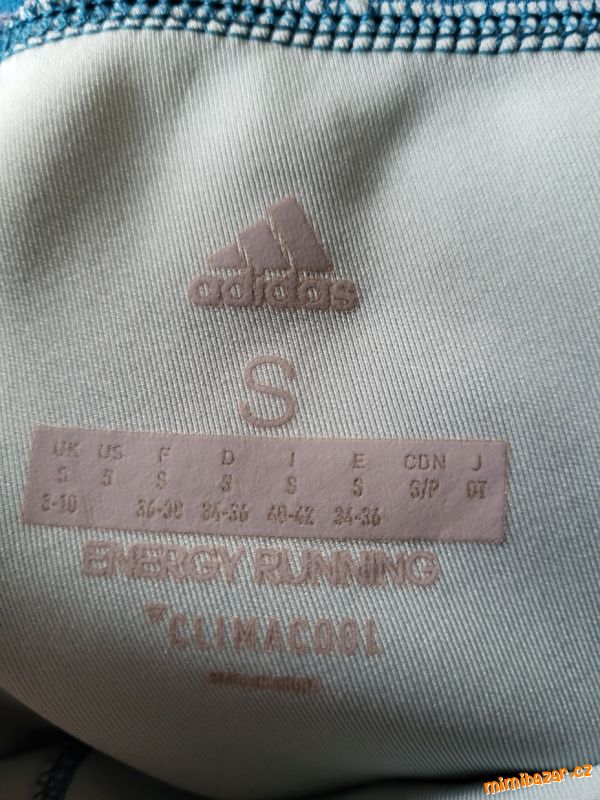 adidas
S
UK US F D I E CDN J
S S S S S S S/P OT
8-10 36-38 34-36 40-42 34-36
ENERGY RUNNING
CLIMACOOL
mimibazar.cz